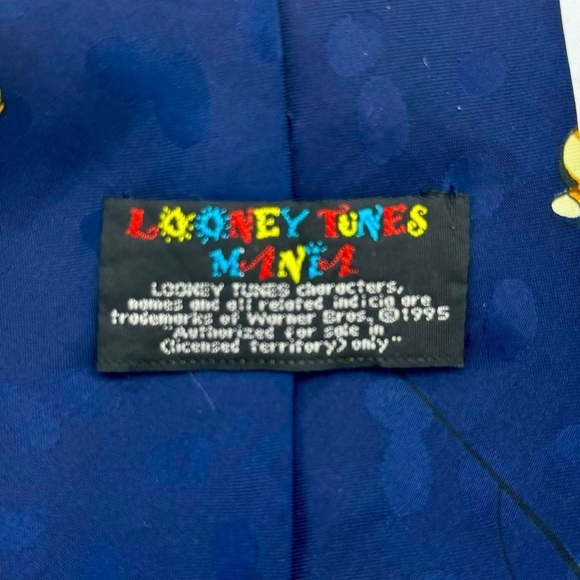 LOONEY TUNES
MANIA
LOONEY TUNES characters,
names and all related indicia are
trademarks of Warner Bros., ©1995
"Authorized for sale in
(licensed Territory) only"